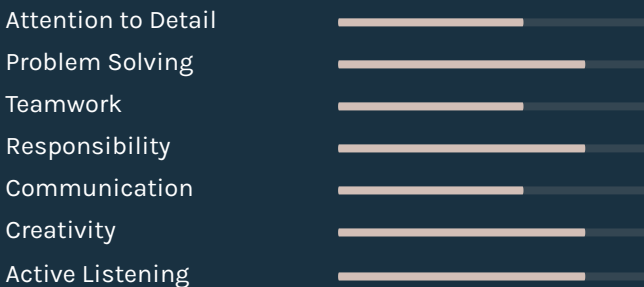 Attention to Detail
Problem Solving
Teamwork
Responsibility
Communication
Creativity
Active Listening